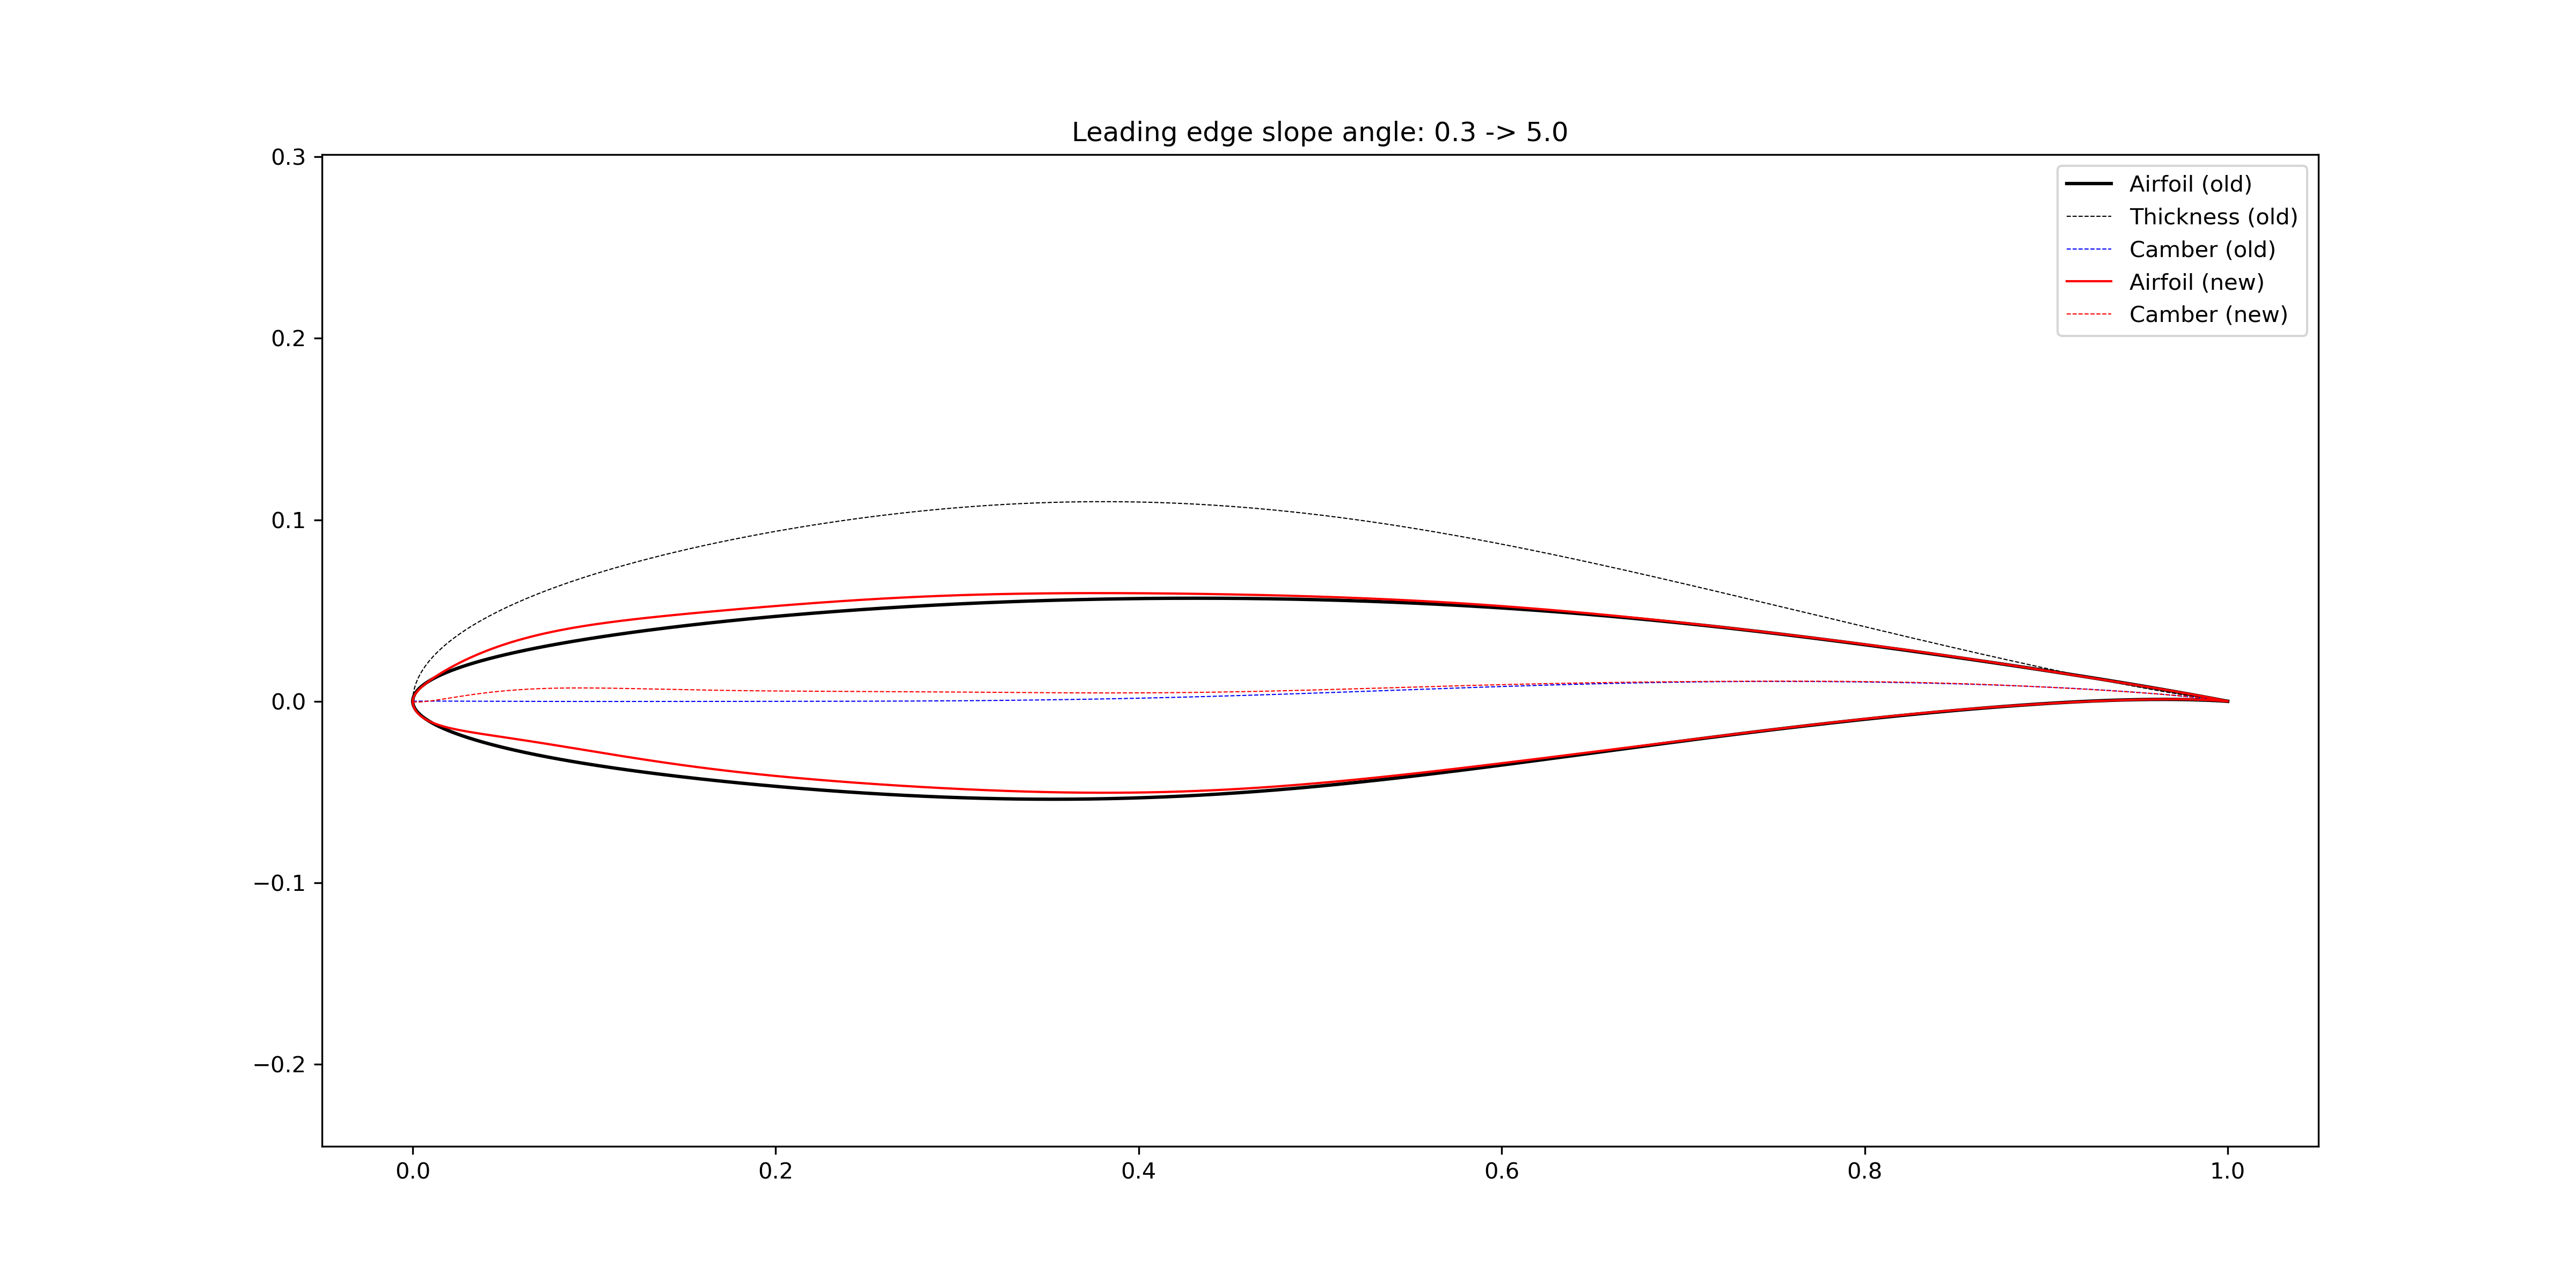 Leading edge slope angle: 0.3 -> 5.0
0.3
0.2
0.1
0.0
−0.1
−0.2
0.0 0.2 0.4 0.6 0.8 1.0
Airfoil (old)
Thickness (old)
Camber (old)
Airfoil (new)
Camber (new)